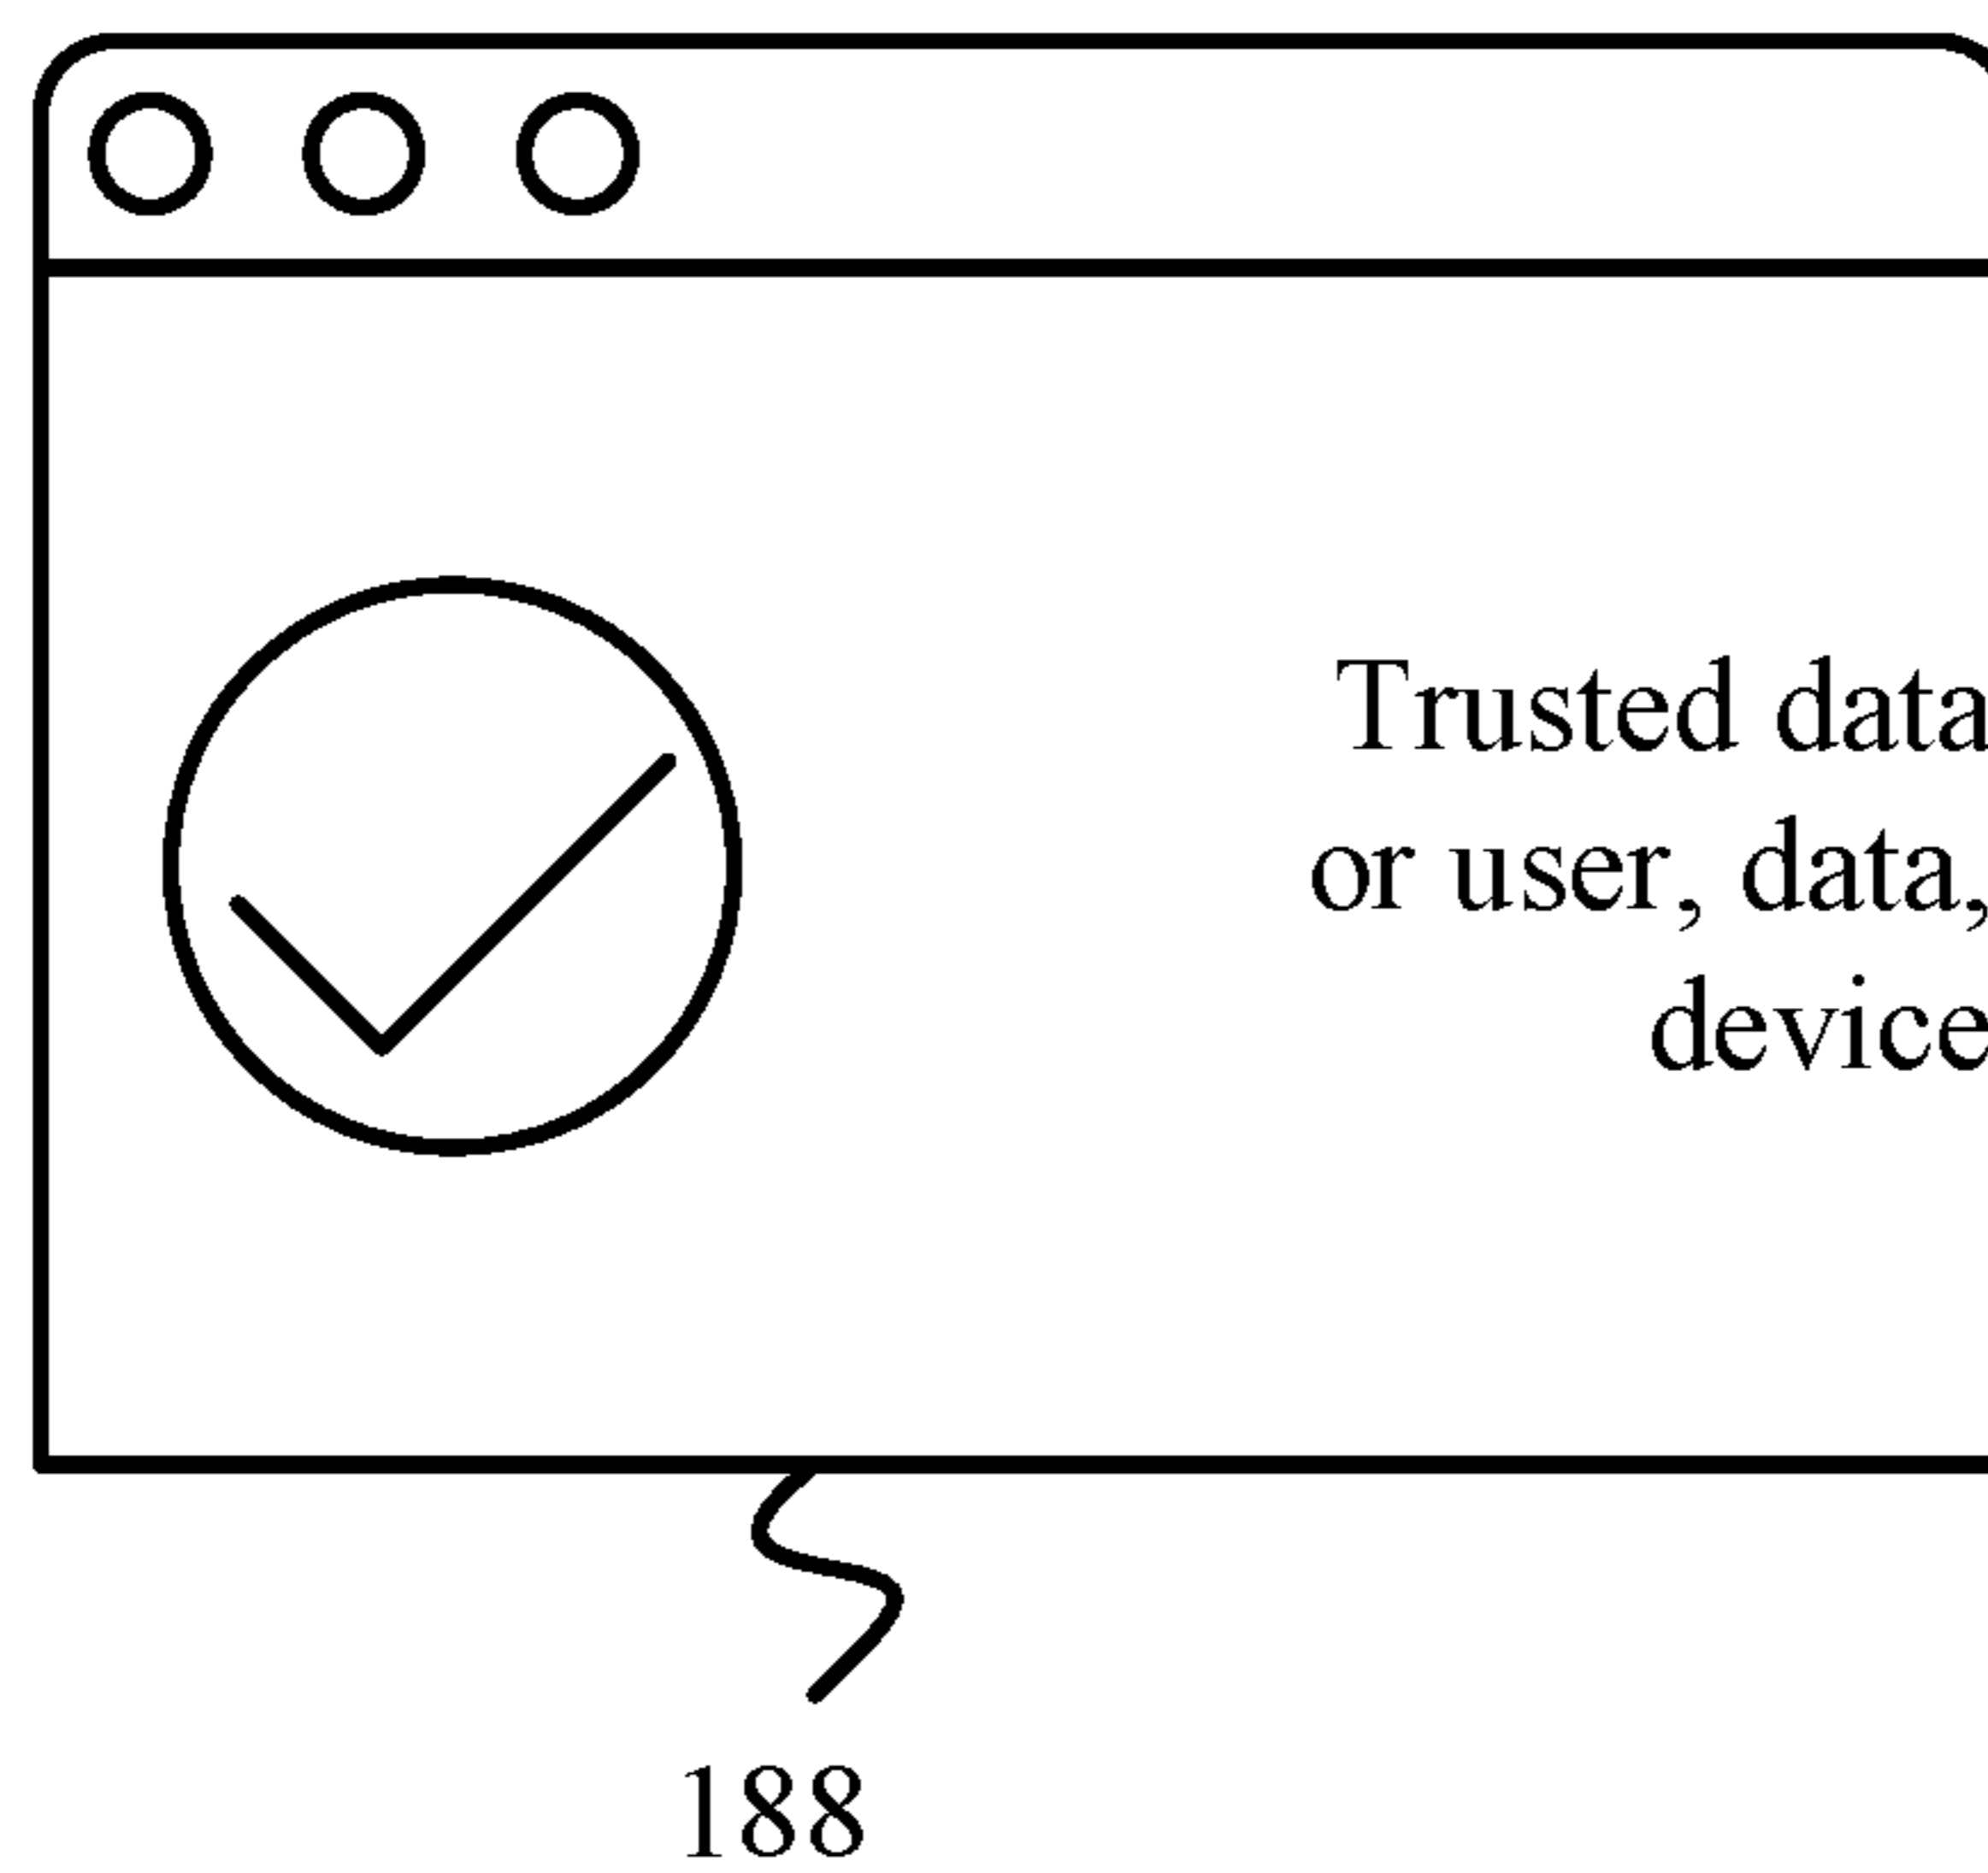 Trusted data
or user, data,
device
188